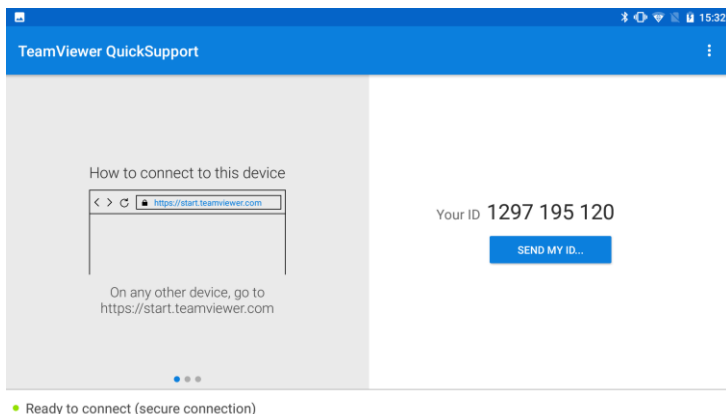 15:32
TeamViewer QuickSupport
How to connect to this device
https://start.teamviewer.com
On any other device, go to
https://start.teamviewer.com
Your ID 1297 195 120
SEND MY ID...
Ready to connect (secure connection)